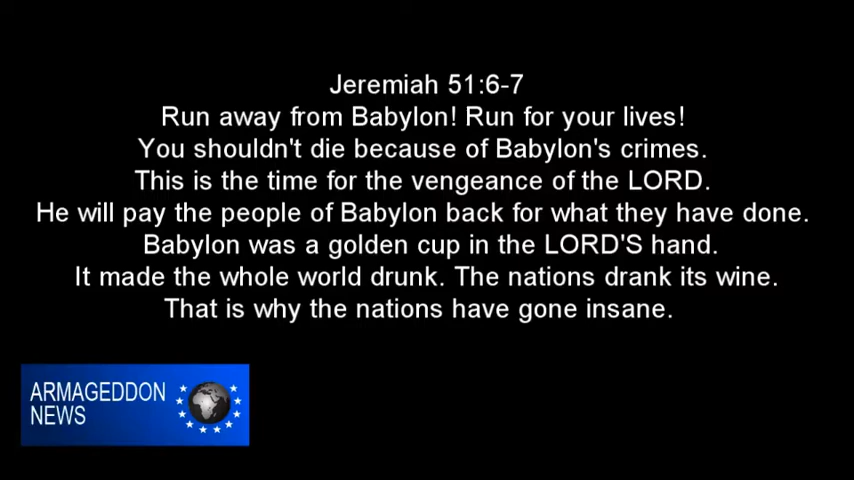 Jeremiah 51:6-7
Run away from Babylon! Run for your lives!
You shouldn't die because of Babylon's crimes.
This is the time for the vengeance of the LORD.
He will pay the people of Babylon back for what they have done.
Babylon was a golden cup in the LORD'S hand.
It made the whole world drunk. The nations drank its wine.
That is why the nations have gone insane.
ARMAGEDDON
NEWS